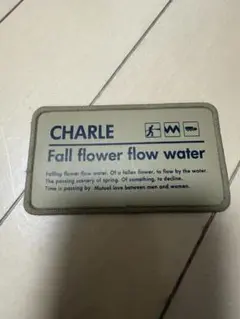 CHARLE
Fall flower flow water
Falling flower flow water. Of a fallen flower, to flow by the water.
The passing scenery of spring. Of something, to decline.
Time is passing by. Mutual love between men and women.